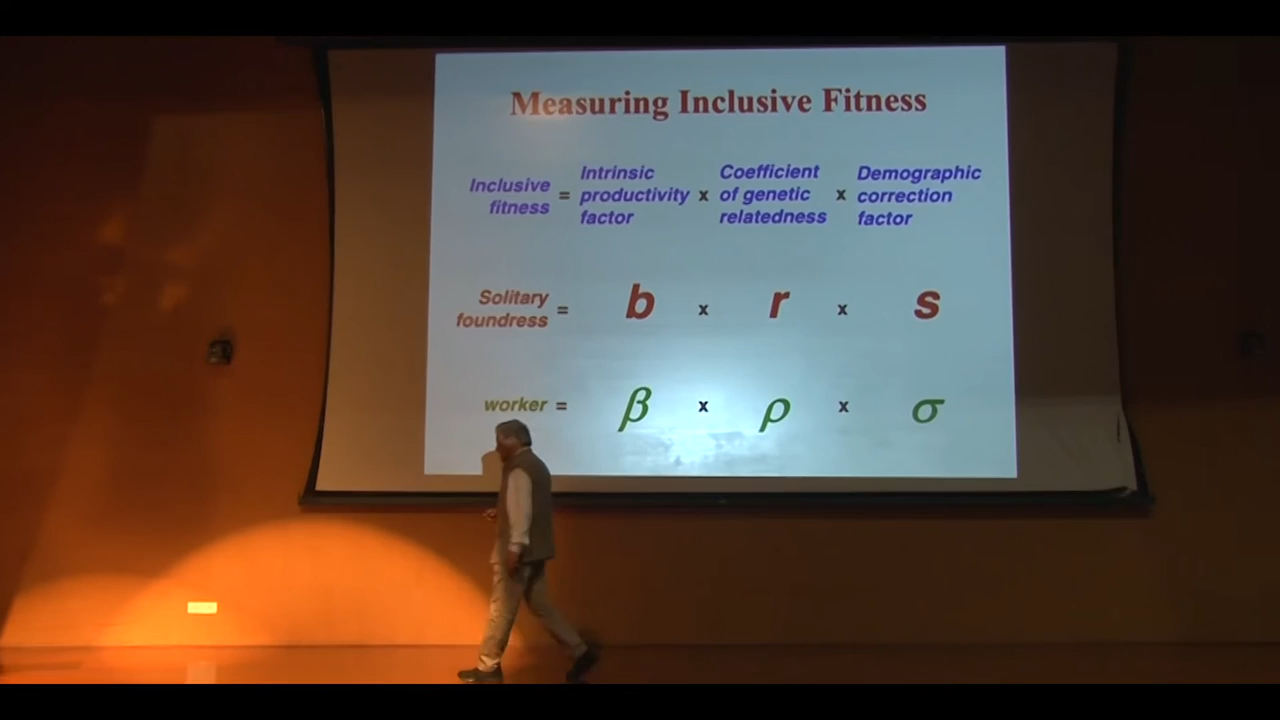 Measuring Inclusive Fitness
Inclusive fitness = Intrinsic productivity factor x Coefficient of genetic relatedness x Demographic correction factor
Solitary foundress = b x r x s
worker = β x ρ x σ